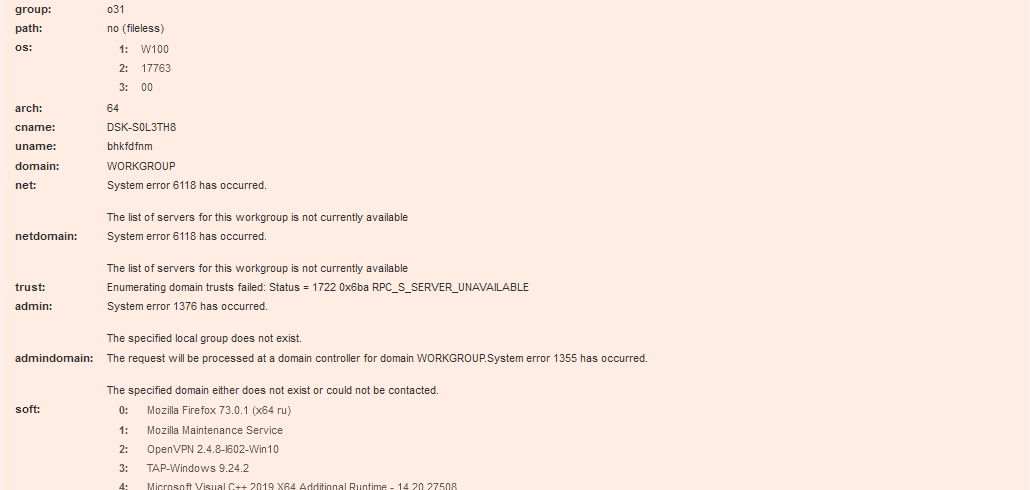 group: o31
path: no (fileless)
os: 1: W100
2: 17763
3: 00
arch: 64
cname: DSK-S0L3TH8
uname: bhkfdfnm
domain: WORKGROUP
net: System error 6118 has occurred.
The list of servers for this workgroup is not currently available
netdomain: System error 6118 has occurred.
The list of servers for this workgroup is not currently available
trust: Enumerating domain trusts failed: Status = 1722 0x6ba RPC_S_SERVER_UNAVAILABLE
admin: System error 1376 has occurred.
The specified local group does not exist.
admindomain: The request will be processed at a domain controller for domain WORKGROUP.System error 1355 has occurred.
The specified domain either does not exist or could not be contacted.
soft: 0: Mozilla Firefox 73.0.1 (x64 ru)
1: Mozilla Maintenance Service
2: OpenVPN 2.4.8-I602-Win10
3: TAP-Windows 9.24.2
4: Microsoft Visual C++ 2019 X64 Additional Runtime - 14.20.27508